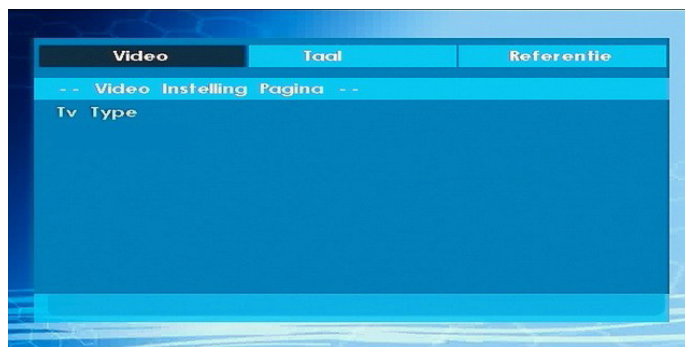 Video Taal Referentie
-- Video Instelling Pagina --
Tv Type